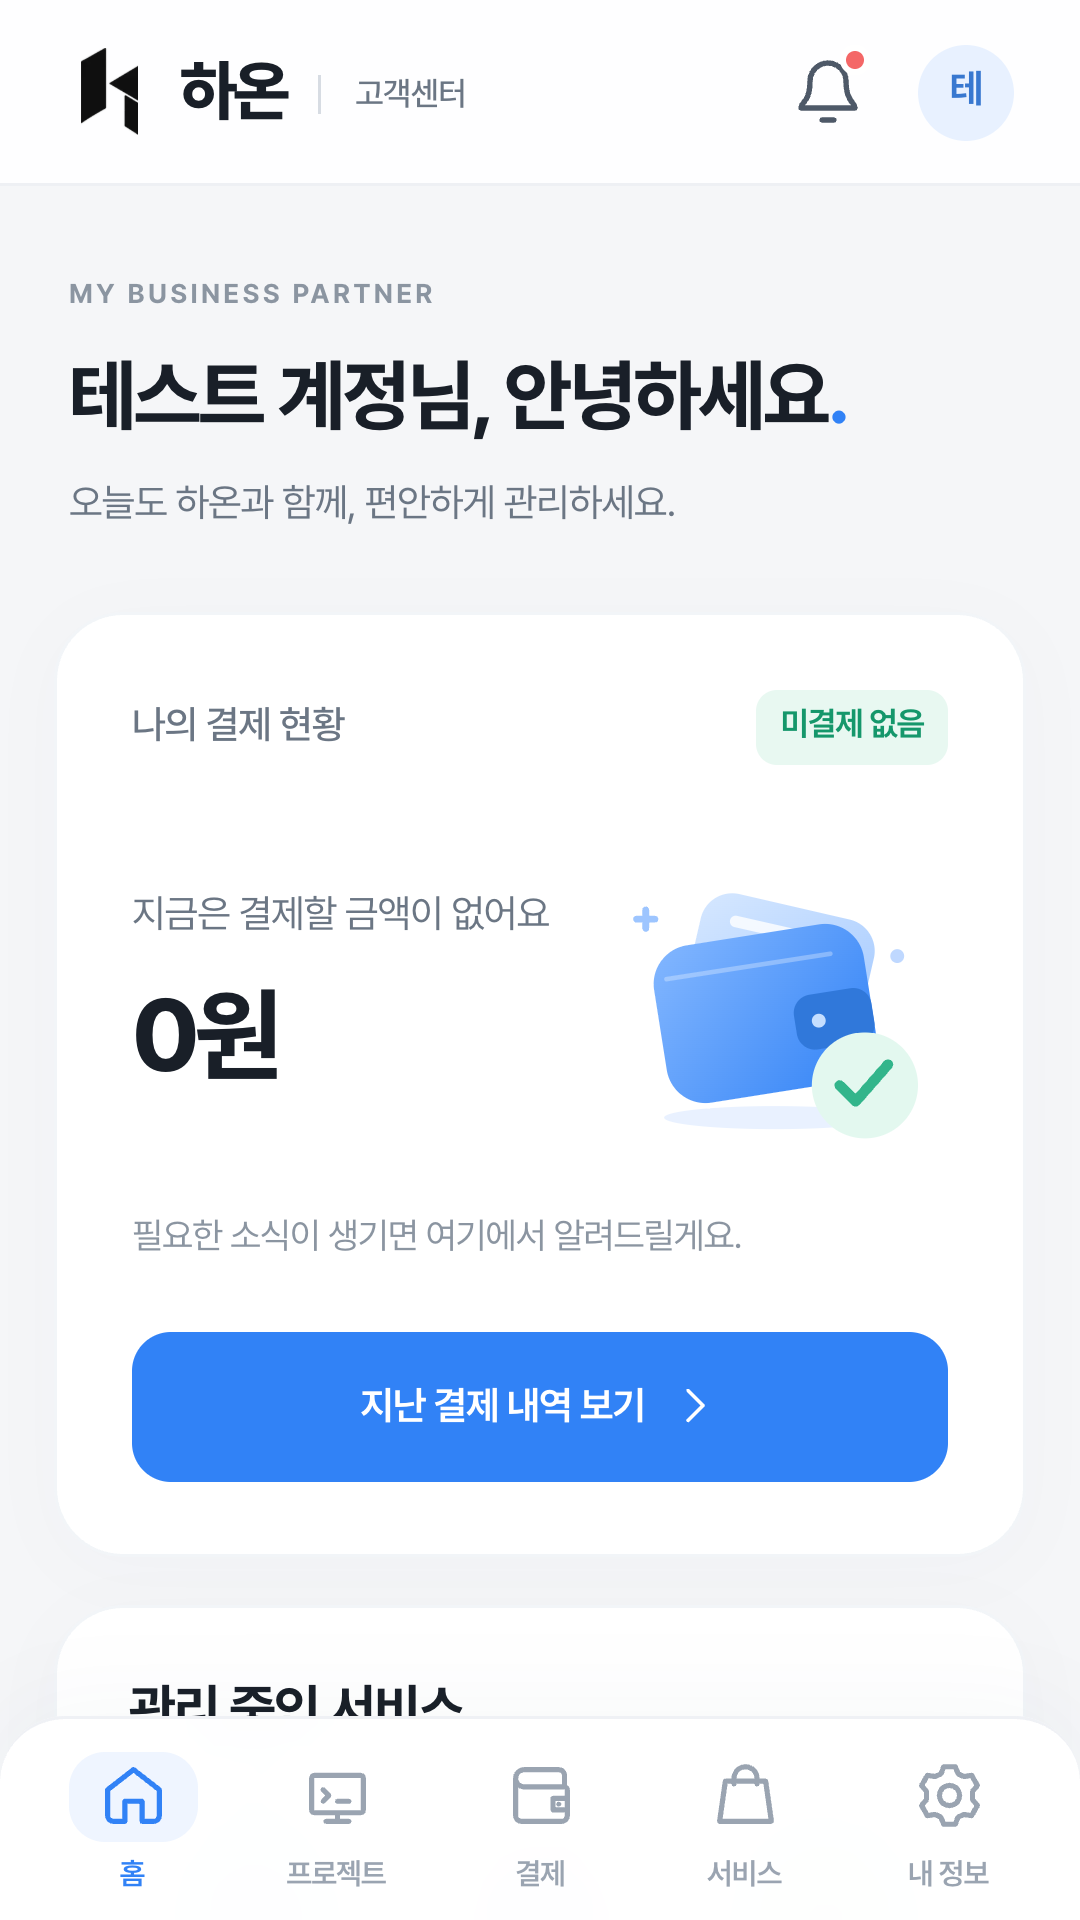 하온 | 고객센터
테
MY BUSINESS PARTNER
테스트 계정님, 안녕하세요.
오늘도 하온과 함께, 편안하게 관리하세요.
나의 결제 현황
미결제 없음
지금은 결제할 금액이 없어요
0원
필요한 소식이 생기면 여기에서 알려드릴게요.
지난 결제 내역 보기
관리 중인 서비스
홈
프로젝트
결제
서비스
내 정보